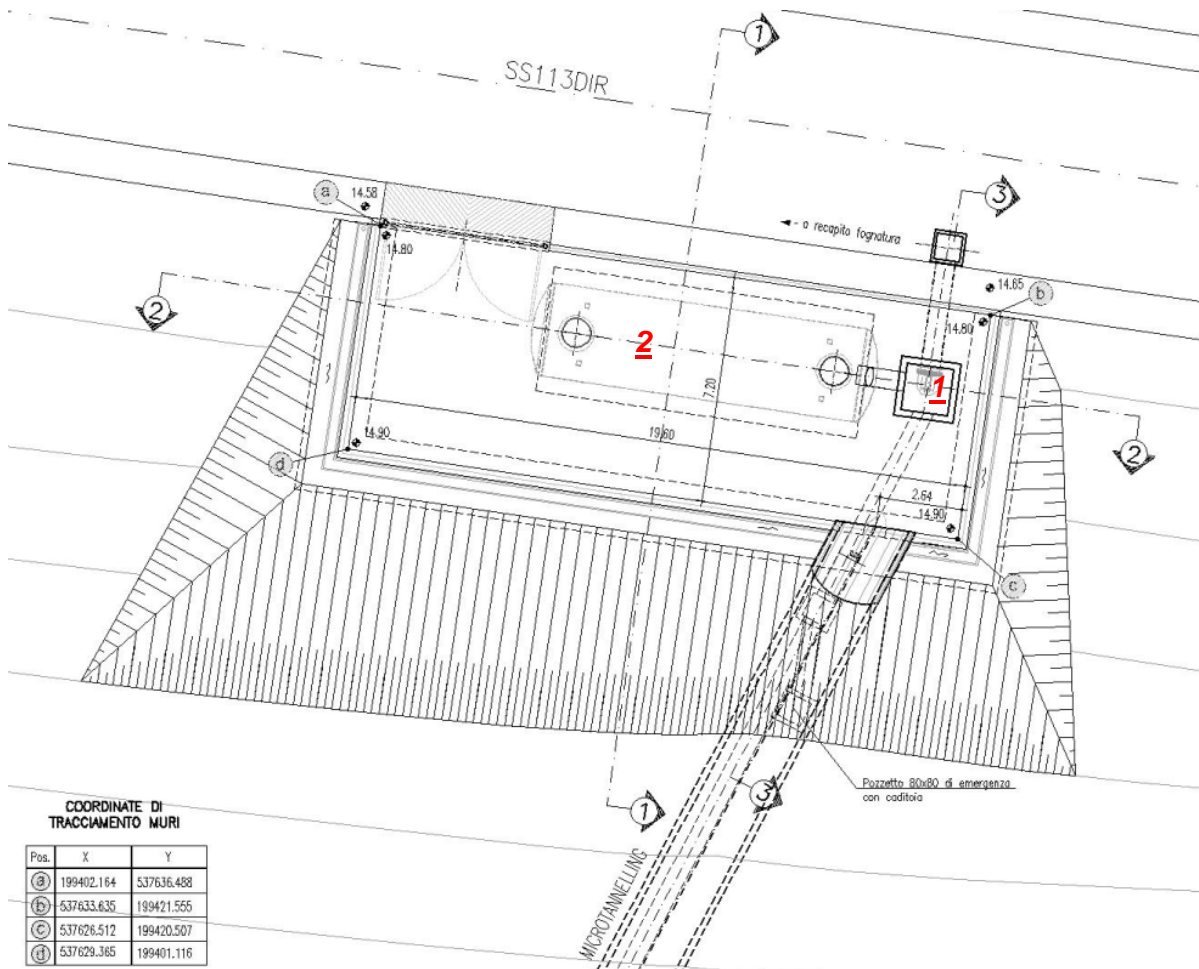 1
SS113DIR
3
a
14.58
← - a recapito fognatura
14.80
14.65
b
2
14.80
2
1
7.20
19.60
14.90
d
2
2.64
14.90
c
Pozzetto 80x80 di emergenza
con caditoia
3
1
MICROTANNELLING
COORDINATE DI
TRACCIAMENTO MURI
Pos. X Y
a 199402.164 537636.488
b 537633.635 199421.555
c 537626.512 199420.507
d 537629.365 199401.116